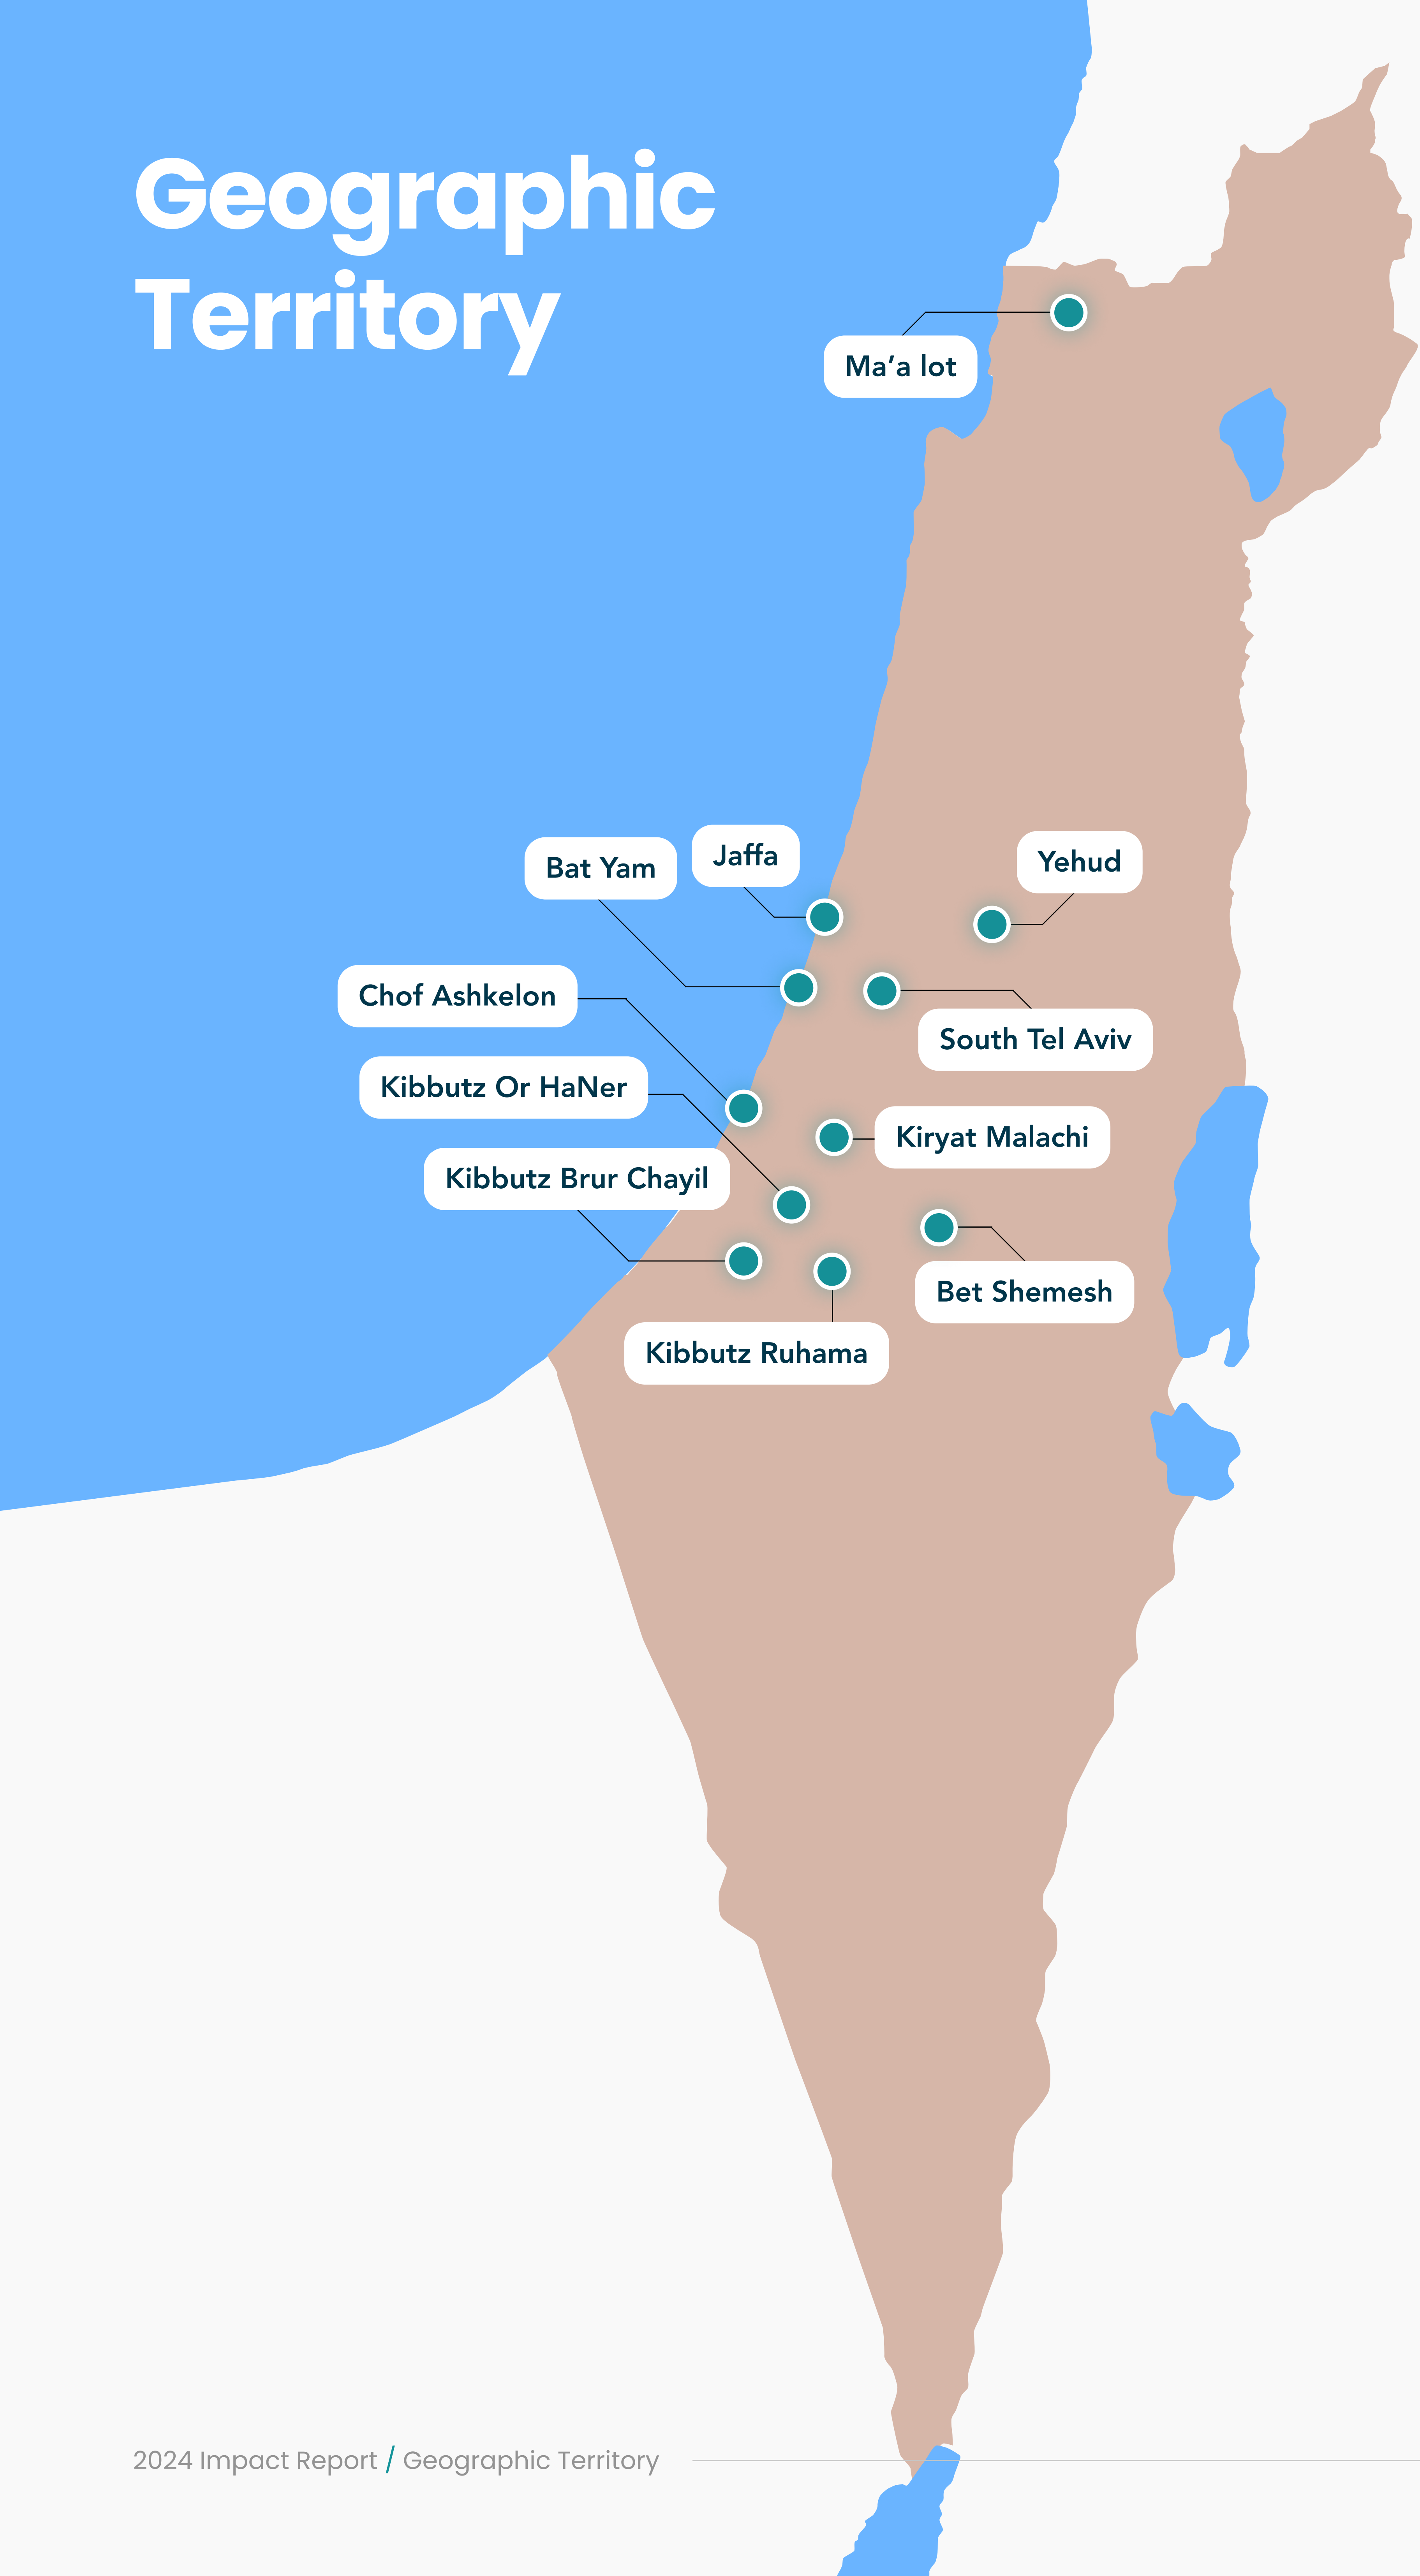 Geographic
Territory
Ma’a lot
Jaffa
Bat Yam
Yehud
Chof Ashkelon
South Tel Aviv
Kibbutz Or HaNer
Kiryat Malachi
Kibbutz Brur Chayil
Bet Shemesh
Kibbutz Ruhama
2024 Impact Report / Geographic Territory